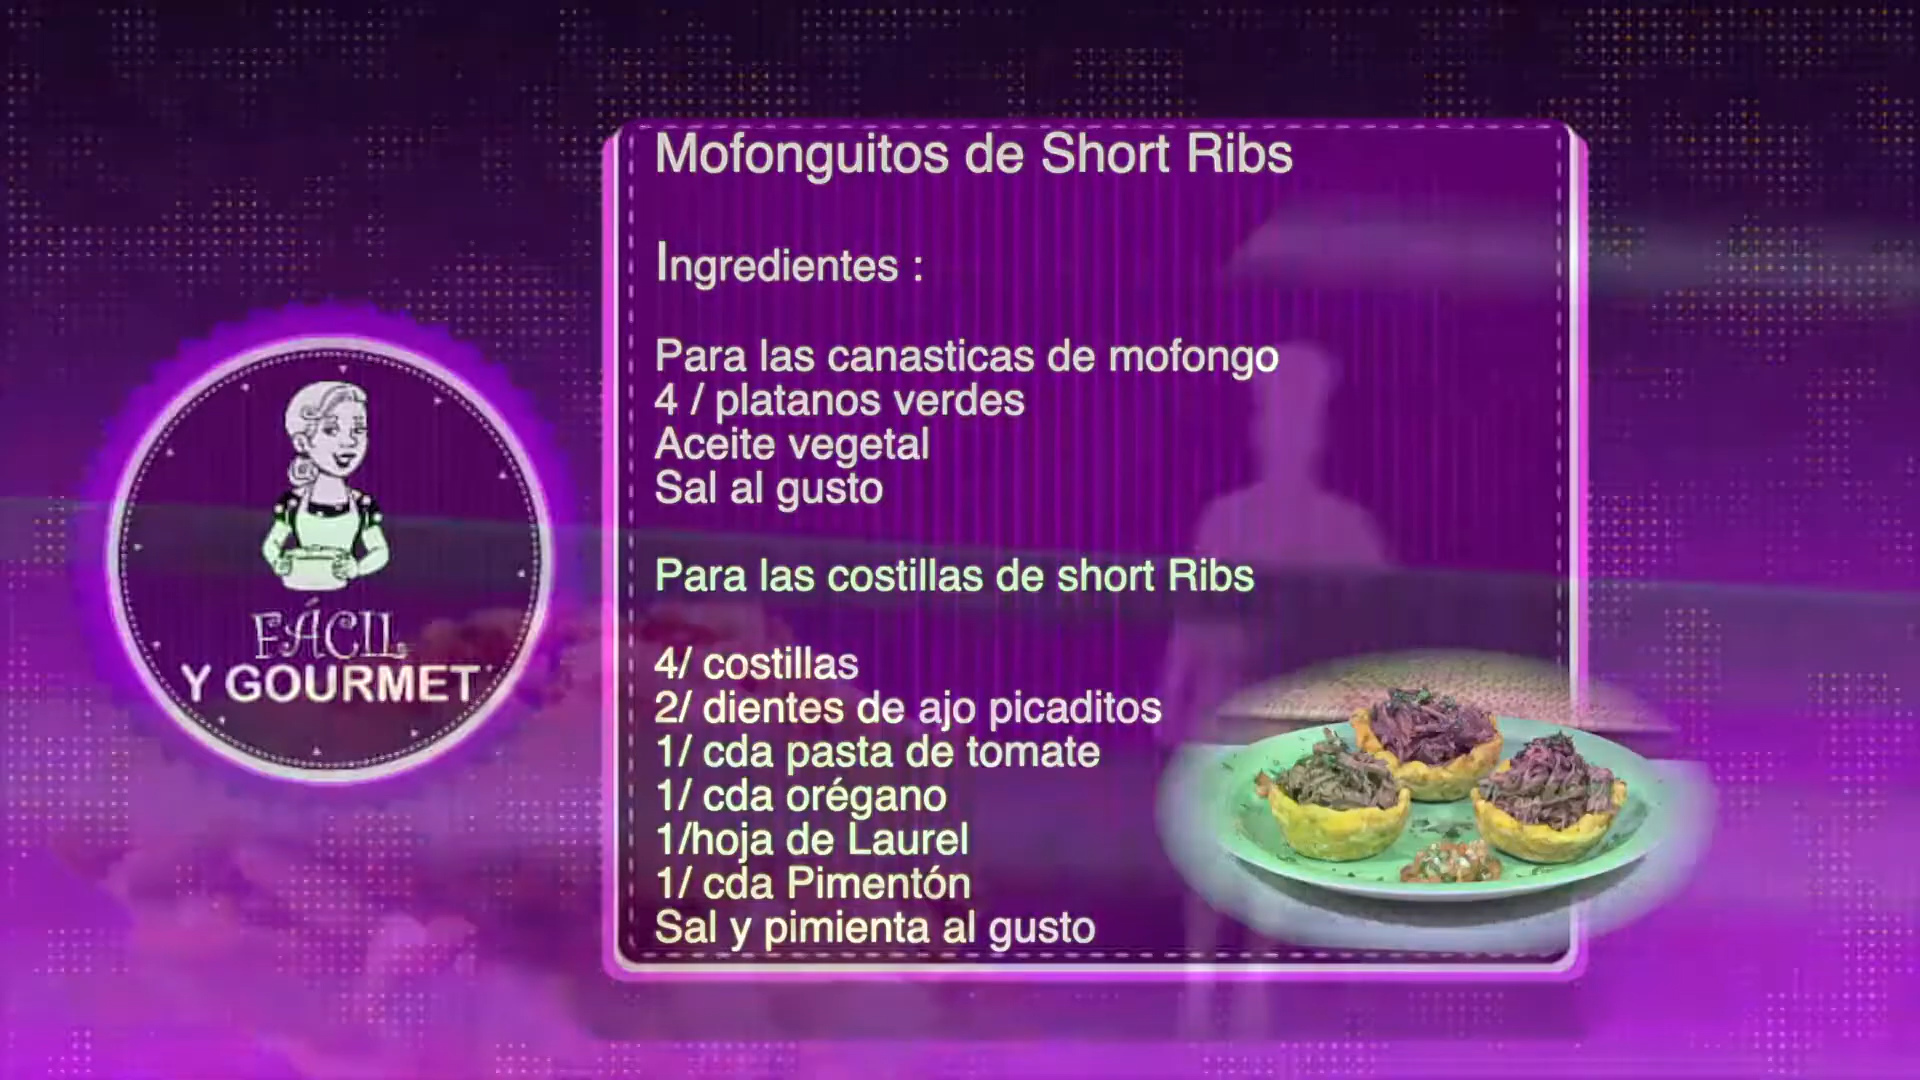 Mofonguitos de Short Ribs
Ingredientes :
Para las canasticas de mofongo
4 / platanos verdes
Aceite vegetal
Sal al gusto
Para las costillas de short Ribs
4/ costillas
2/ dientes de ajo picaditos
1/ cda pasta de tomate
1/ cda orégano
1/hoja de Laurel
1/ cda Pimentón
Sal y pimienta al gusto
FÁCIL
Y GOURMET